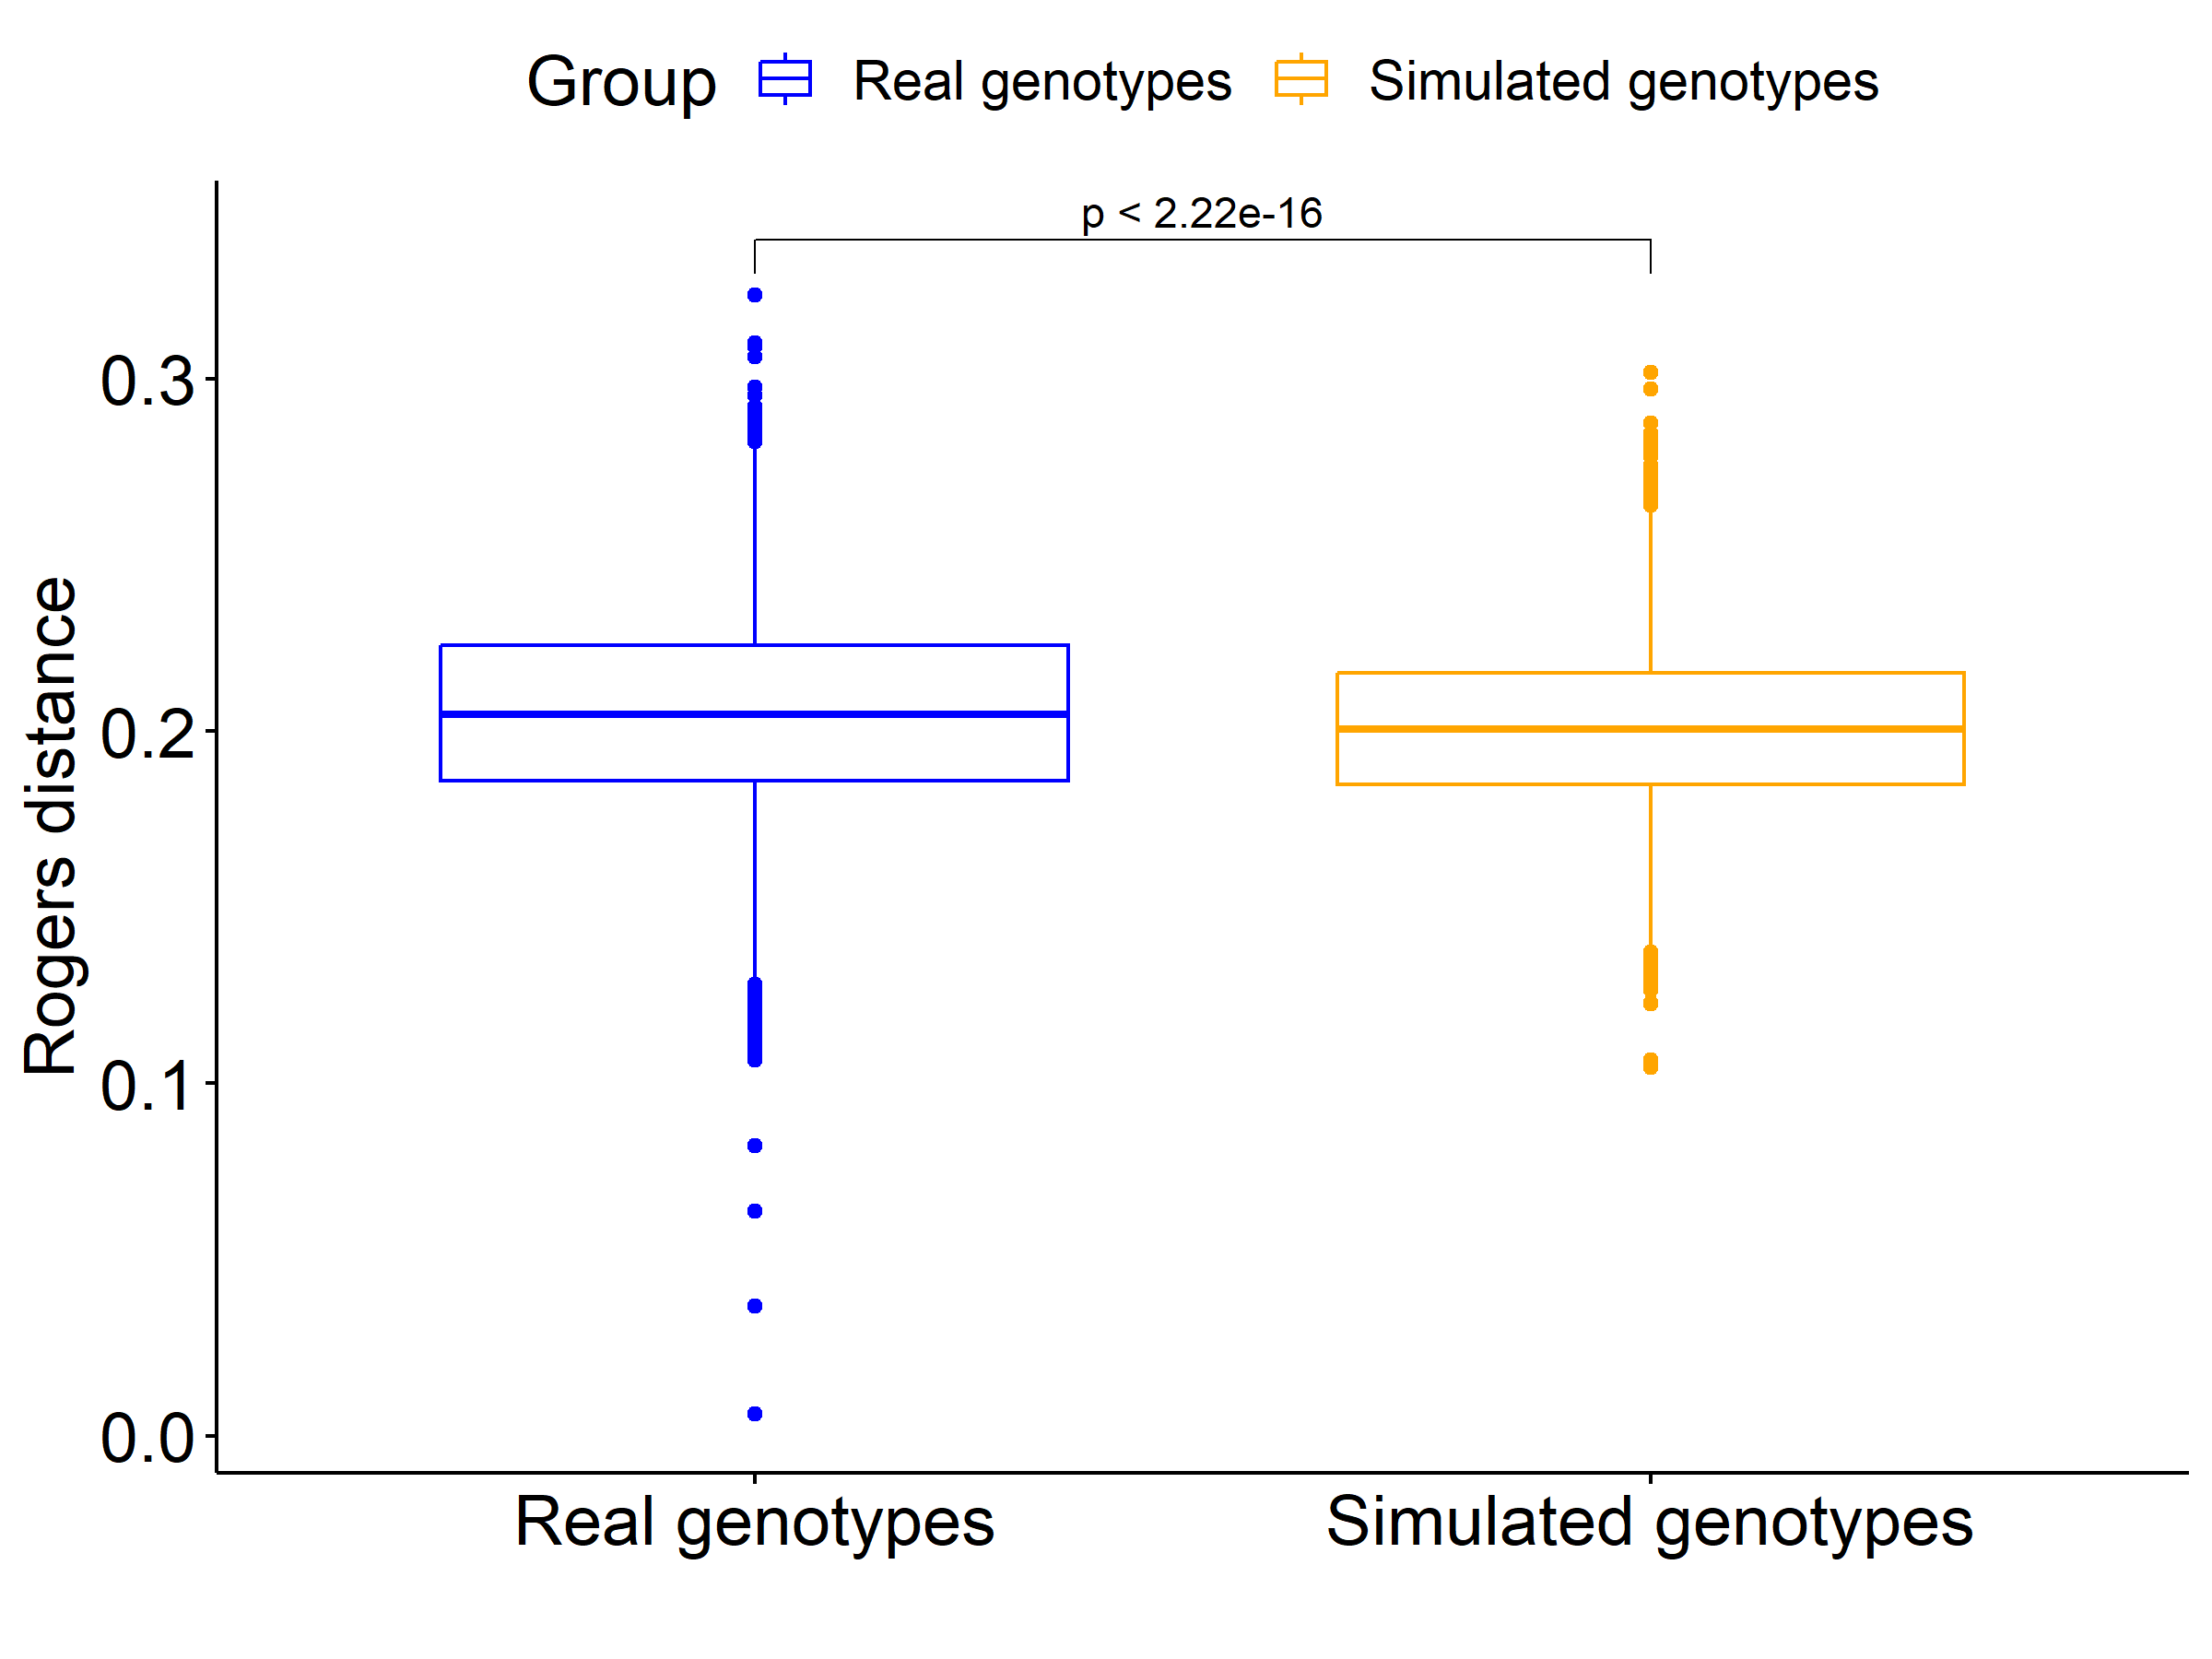 Group Real genotypes Simulated genotypes
p < 2.22e-16
0.3
0.2
0.1
0.0
Rogers distance
Real genotypes Simulated genotypes